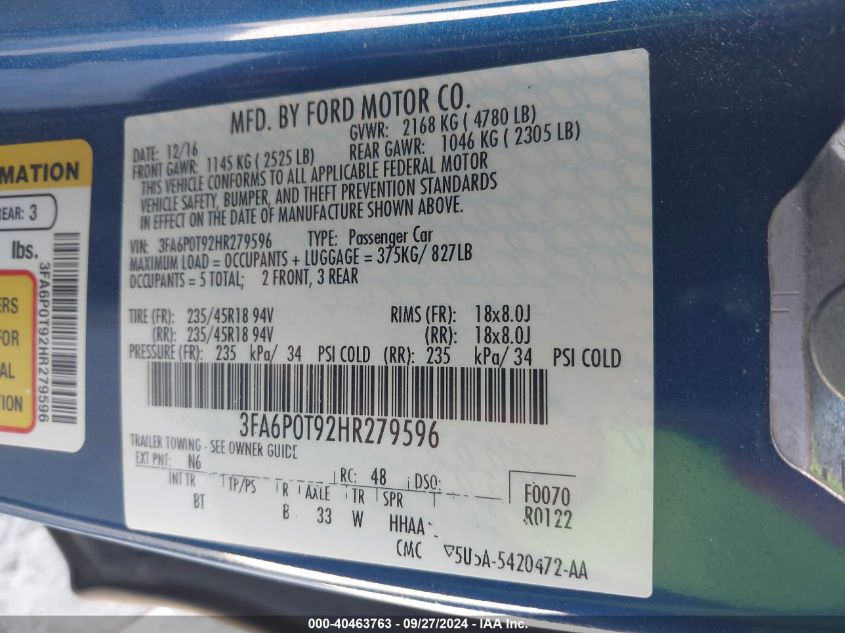 MFD. BY FORD MOTOR CO.
DATE: 12/16 GVWR: 2168 KG ( 4780 LB)
FRONT GAWR: 1145 KG ( 2525 LB) REAR GAWR: 1046 KG ( 2305 LB)
THIS VEHICLE CONFORMS TO ALL APPLICABLE FEDERAL MOTOR
VEHICLE SAFETY, BUMPER, AND THEFT PREVENTION STANDARDS
IN EFFECT ON THE DATE OF MANUFACTURE SHOWN ABOVE.
VIN: 3FA6P0T92HR279596 TYPE: Passenger Car
MAXIMUM LOAD = OCCUPANTS + LUGGAGE = 375KG/ 827LB
OCCUPANTS = 5 TOTAL; 2 FRONT, 3 REAR
TIRE (FR): 235/45R18 94V RIMS (FR): 18x8.0J
(RR): 235/45R18 94V (RR): 18x8.0J
PRESSURE (FR): 235 kPa/ 34 PSI COLD (RR): 235 kPa/ 34 PSI COLD
3FA6P0T92HR279596
TRAILER TOWING - SEE OWNER GUIDE
EXT PNT: N6 RC: 48 DSO:
INT TR TP/PS R AXLE TR SPR
BT B 33 W HHAA
F0070
R0122
CMC 5U5A-5420472-AA
MATION
REAR: 3
lbs.
ERS
FOR
AL
TION
3FA6P0T92HR279596
000-40463763 - 09/27/2024 - IAA Inc.